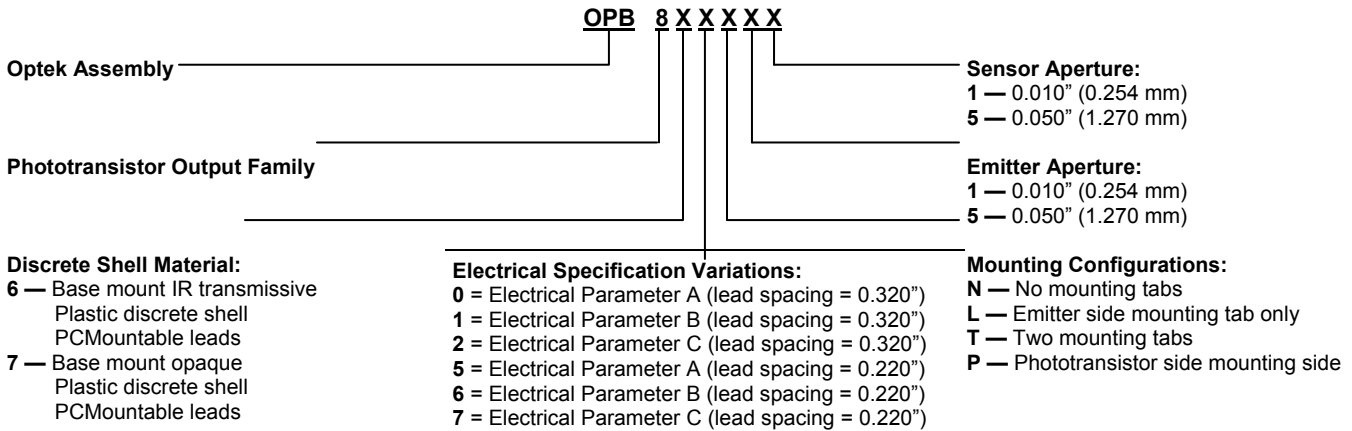 OPB 8 X X X X X
Optek Assembly
Sensor Aperture:
1 — 0.010” (0.254 mm)
5 — 0.050” (1.270 mm)
Phototransistor Output Family
Emitter Aperture:
1 — 0.010” (0.254 mm)
5 — 0.050” (1.270 mm)
Discrete Shell Material:
6 — Base mount IR transmissive
Plastic discrete shell
PCMountable leads
7 — Base mount opaque
Plastic discrete shell
PCMountable leads
Electrical Specification Variations:
0 = Electrical Parameter A (lead spacing = 0.320”)
1 = Electrical Parameter B (lead spacing = 0.320”)
2 = Electrical Parameter C (lead spacing = 0.320”)
5 = Electrical Parameter A (lead spacing = 0.220”)
6 = Electrical Parameter B (lead spacing = 0.220”)
7 = Electrical Parameter C (lead spacing = 0.220”)
Mounting Configurations:
N — No mounting tabs
L — Emitter side mounting tab only
T — Two mounting tabs
P — Phototransistor side mounting side